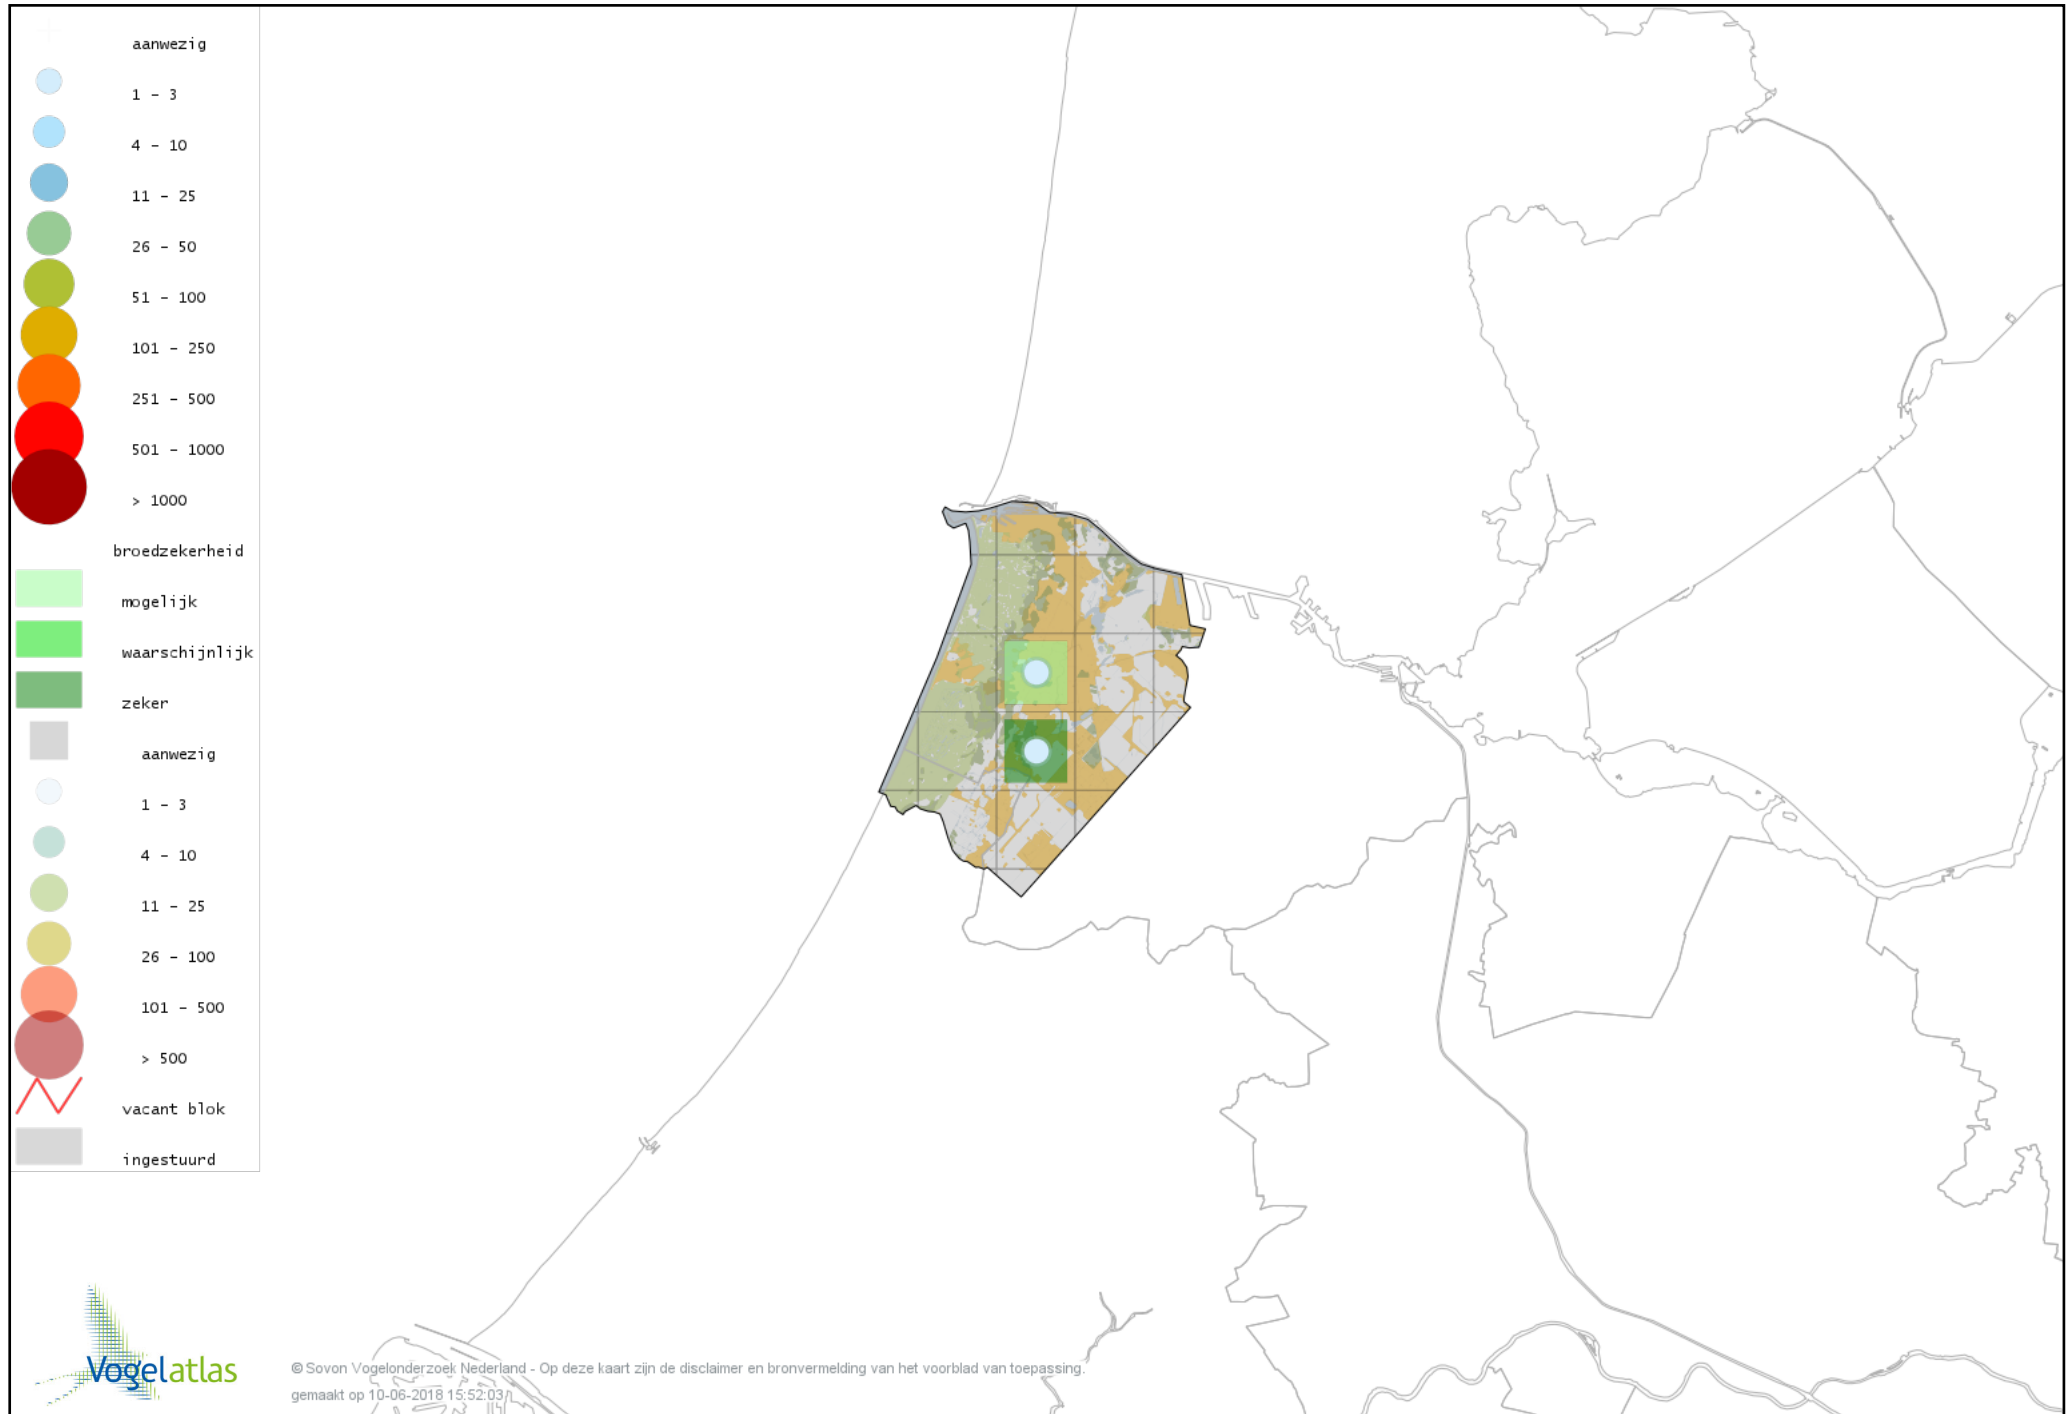 aanwezig
1 - 3
4 - 10
11 - 25
26 - 50
51 - 100
101 - 250
251 - 500
501 - 1000
> 1000
broedzekerheid
mogelijk
waarschijnlijk
zeker
aanwezig
1 - 3
4 - 10
11 - 25
26 - 100
101 - 500
> 500
vacant blok
ingestuurd
Vogelatlas
© Sovon Vogelonderzoek Nederland - Op deze kaart zijn de disclaimer en bronvermelding van het voorblad van toepassing.
gemaakt op 10-06-2018 15:52:03